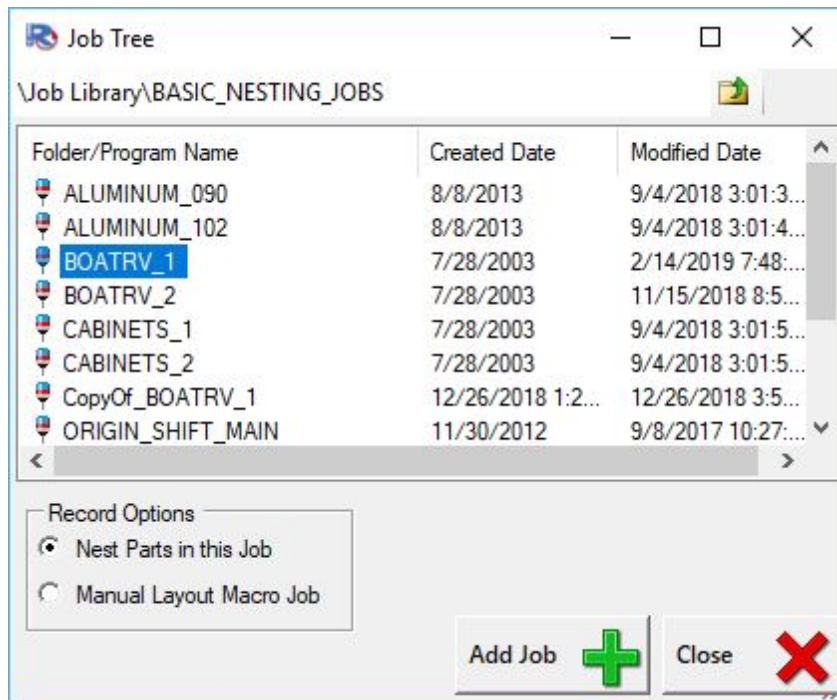 Job Tree
\Job Library\BASIC_NESTING_JOBS
Folder/Program Name Created Date Modified Date
ALUMINUM_090 8/8/2013 9/4/2018 3:01:3...
ALUMINUM_102 8/8/2013 9/4/2018 3:01:4...
BOATRV_1 7/28/2003 2/14/2019 7:48:...
BOATRV_2 7/28/2003 11/15/2018 8:5...
CABINETS_1 7/28/2003 9/4/2018 3:01:5...
CABINETS_2 7/28/2003 9/4/2018 3:01:5...
CopyOf_BOATRV_1 12/26/2018 1:2... 12/26/2018 3:5...
ORIGIN_SHIFT_MAIN 11/30/2012 9/8/2017 10:27:...
Record Options
Nest Parts in this Job
Manual Layout Macro Job
Add Job Close